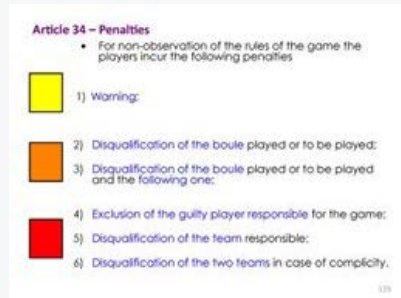 Article 34 – Penalties
• For non-observation of the rules of the game the
players incur the following penalties
1) Warning;
2) Disqualification of the boule played or to be played;
3) Disqualification of the boule played or to be played
and the following one;
4) Exclusion of the guilty player responsible for the game;
5) Disqualification of the team responsible;
6) Disqualification of the two teams in case of complicity.